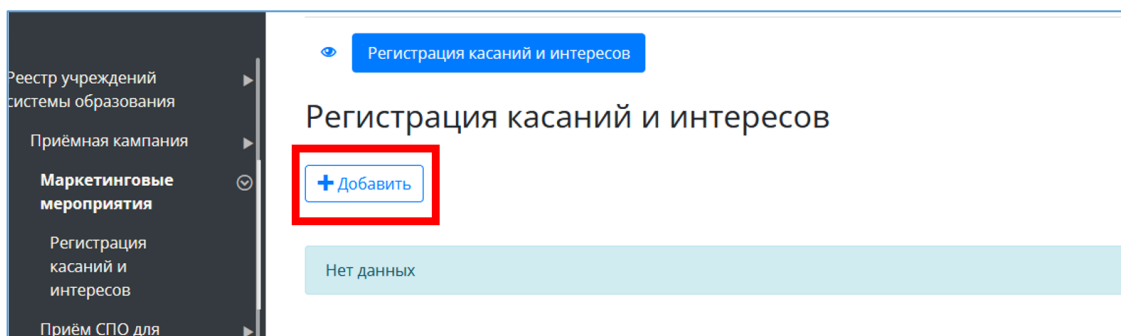 Реестр учреждений
системы образования
Приёмная кампания
Маркетинговые
мероприятия
Регистрация
касаний и
интересов
Приём СПО для
Регистрация касаний и интересов
Регистрация касаний и интересов
Добавить
Нет данных